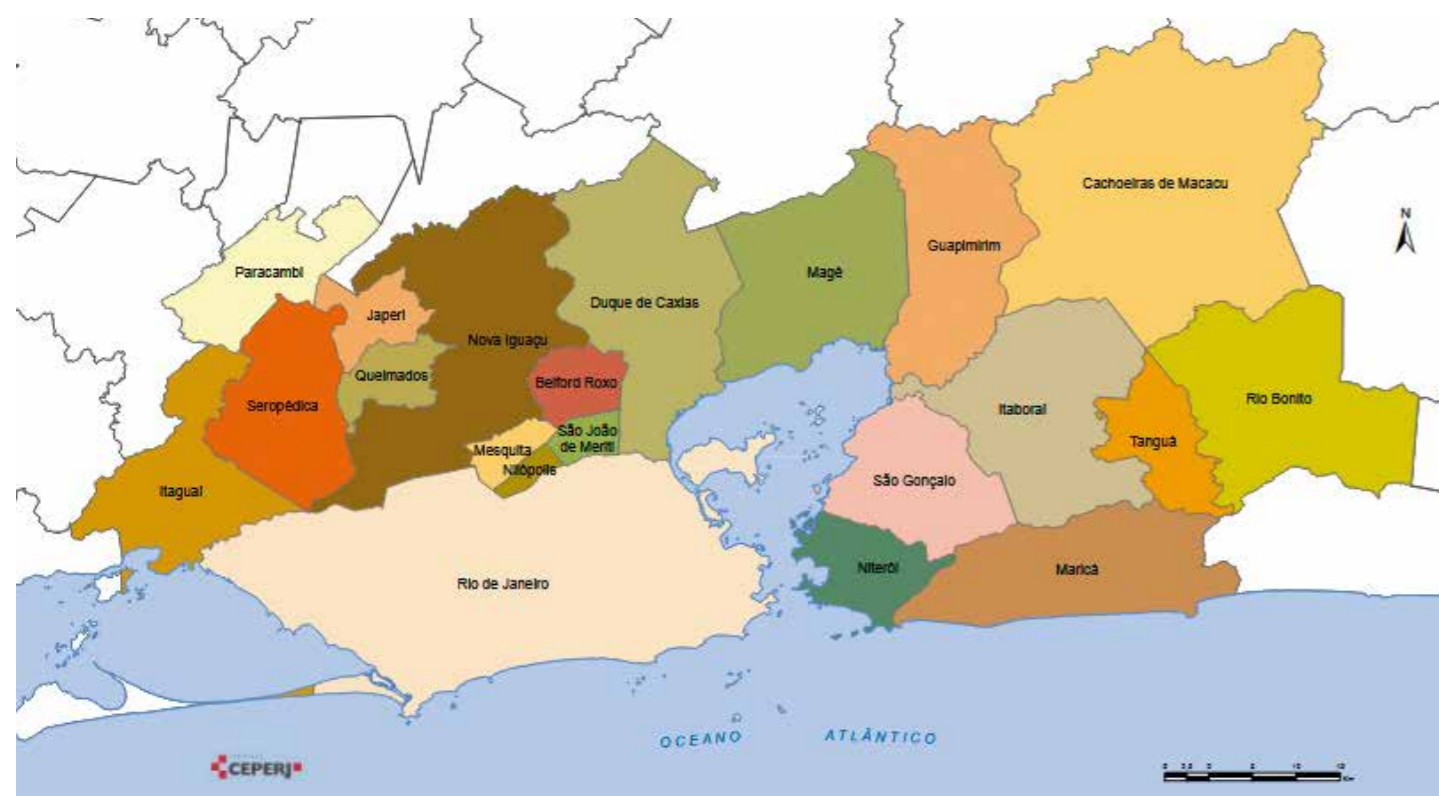 Cachoeiras de Macacu
N
Guapimirim
Paracambi
Magé
Duque de Caxias
Japeri
Nova Iguaçu
Queimados
Belford Roxo
Seropédica
Itaboraí
Rio Bonito
São João
de Meriti
Mesquita
Nilópolis
Tanguá
Itaguaí
São Gonçalo
Niterói
Maricá
Rio de Janeiro
OCEANO ATLÂNTICO
CEPERJ